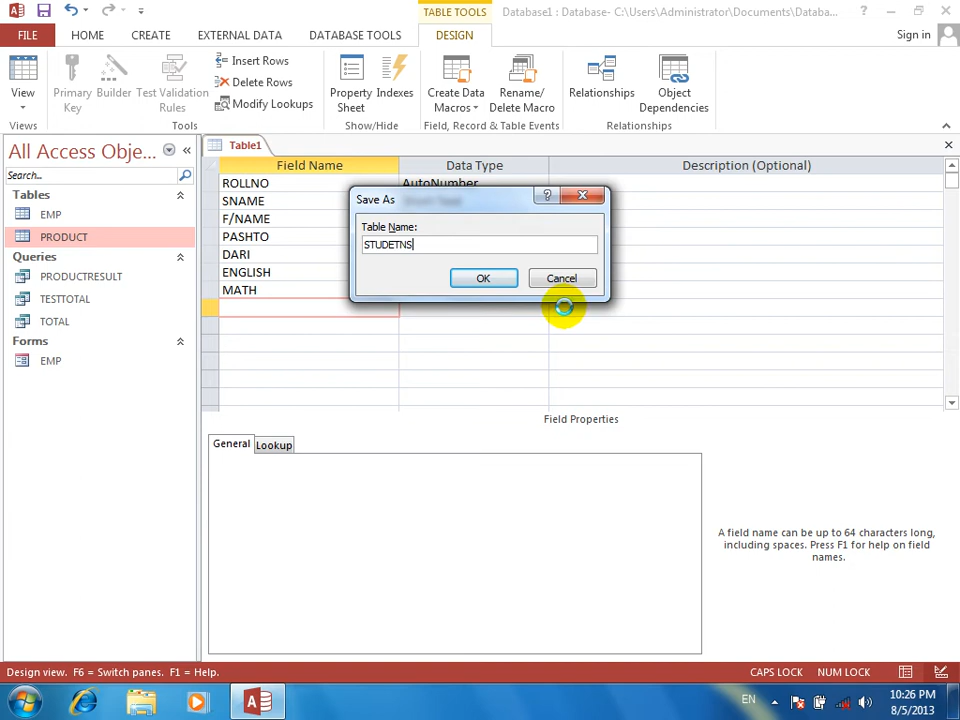 TABLE TOOLS
Database1 : Database- C:\Users\Administrator\Documents\Databa...
FILE HOME CREATE EXTERNAL DATA DATABASE TOOLS DESIGN Sign in
View
Primary Key
Builder
Test Validation Rules
Insert Rows
Delete Rows
Modify Lookups
Property Sheet
Indexes
Create Data Macros
Rename/ Delete Macro
Relationships
Object Dependencies
Views Tools Show/Hide Field, Record & Table Events Relationships
All Access Obje...
Search...
Tables
EMP
PRODUCT
Queries
PRODUCTRESULT
TESTTOTAL
TOTAL
Forms
EMP
Table1
Field Name Data Type Description (Optional)
ROLLNO AutoNumber
SNAME
F/NAME
PASHTO
DARI
ENGLISH
MATH
Save As
Table Name:
STUDETNS
OK Cancel
Field Properties
General Lookup
A field name can be up to 64 characters long,
including spaces. Press F1 for help on field
names.
Design view. F6 = Switch panes. F1 = Help. CAPS LOCK NUM LOCK
EN
10:26 PM
8/5/2013